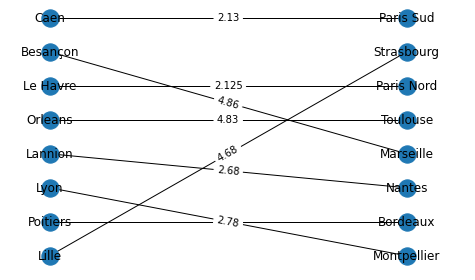 Caen 2.13 Paris Sud
Besançon Strasbourg
Le Havre 2.125 Paris Nord
4.86
Orleans 4.83 Toulouse
Lannion 4.68 Marseille
2.68 Nantes
Lyon
Poitiers 2.78 Bordeaux
Lille Montpellier